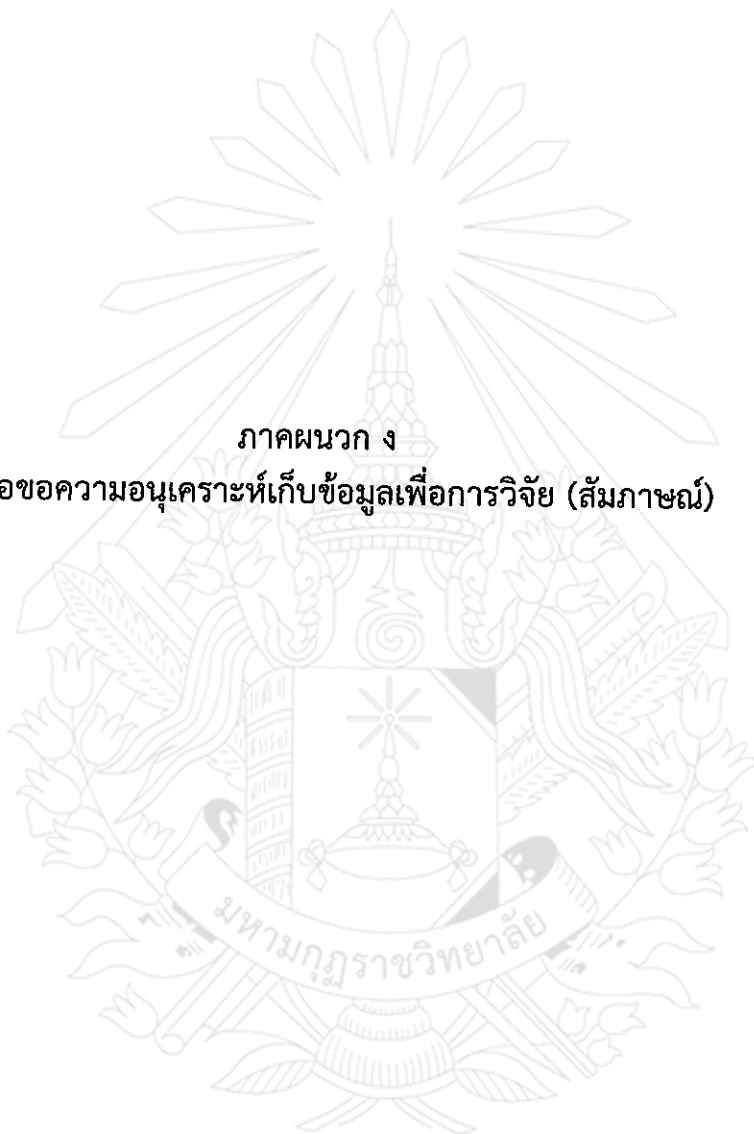 ภาคผนวก ง
อขอความอนุเคราะห์เก็บข้อมูลเพื่อการวิจัย (สัมภาษณ์)
มหามกุฏราชวิทยาลัย